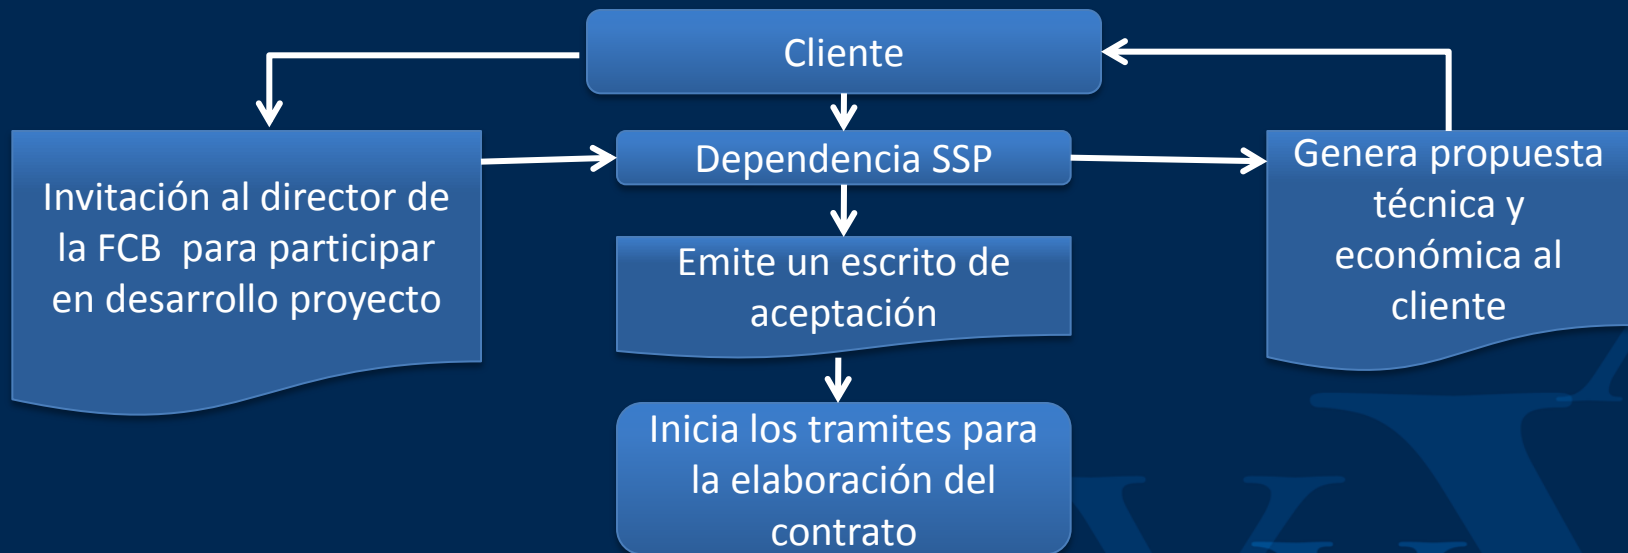 Cliente
Invitación al director de
la FCB para participar
en desarrollo proyecto
Dependencia SSP
Genera propuesta
técnica y
económica al
cliente
Emite un escrito de
aceptación
Inicia los tramites para
la elaboración del
contrato